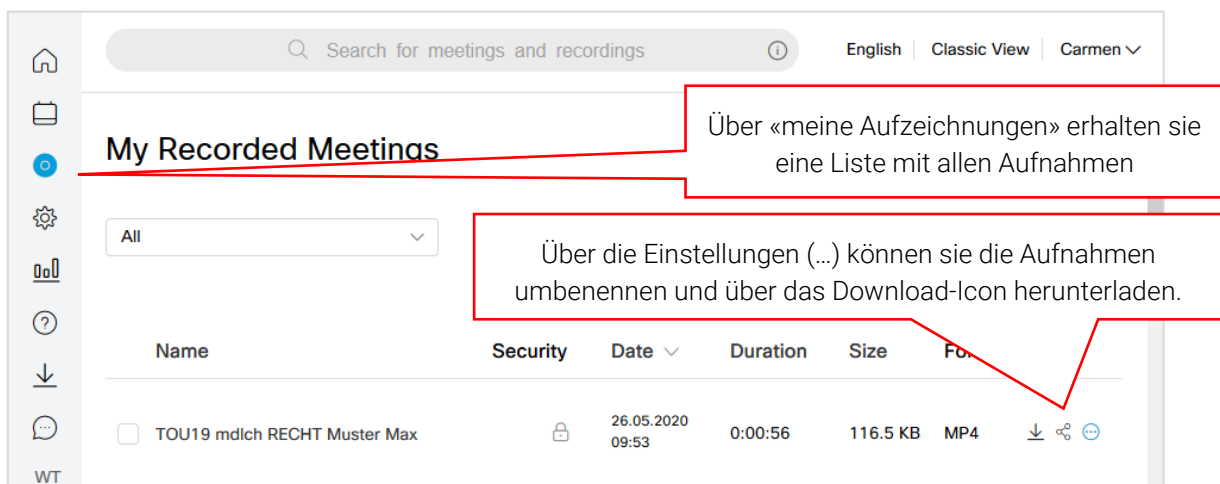 Search for meetings and recordings
English
Classic View
Carmen
Über «meine Aufzeichnungen» erhalten sie
eine Liste mit allen Aufnahmen
My Recorded Meetings
All
Über die Einstellungen (…) können sie die Aufnahmen
umbenennen und über das Download-Icon herunterladen.
Name
Security
Date
Duration
Size
TOU19 mdlch RECHT Muster Max
26.05.2020
09:53
0:00:56
116.5 KB
MP4
WT